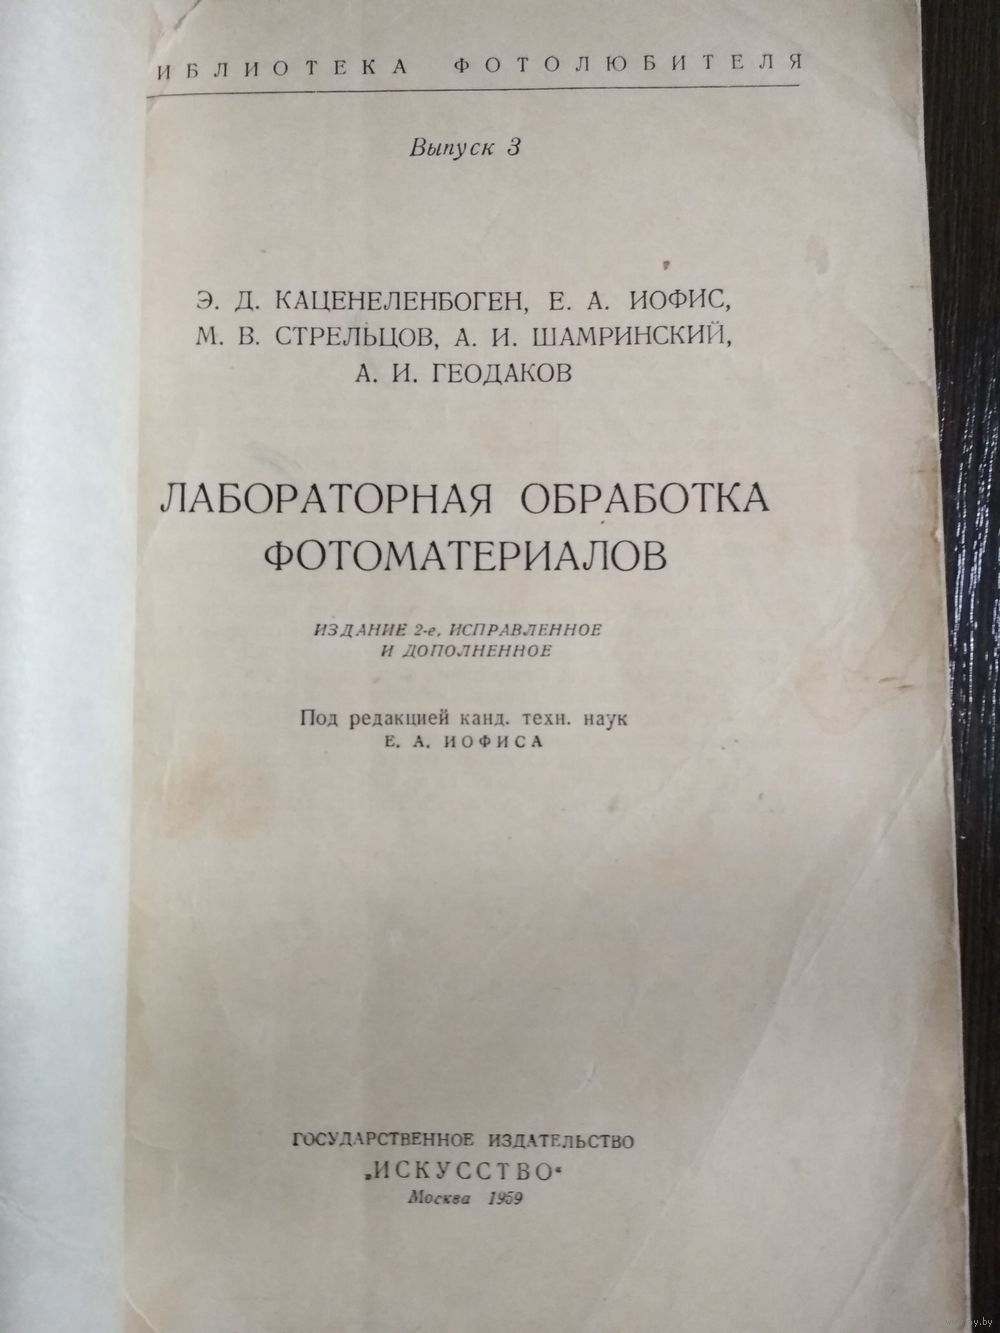 ИБЛИОТЕКА ФОТОЛЮБИТЕЛЯ
Выпуск 3
Э. Д. КАЦЕНЕЛЕНБОГЕН, Е. А. ИОФИС,
М. В. СТРЕЛЬЦОВ, А. И. ШАМРИНСКИЙ,
А. И. ГЕОДАКОВ
ЛАБОРАТОРНАЯ ОБРАБОТКА
ФОТОМАТЕРИАЛОВ
ИЗДАНИЕ 2-е, ИСПРАВЛЕННОЕ
И ДОПОЛНЕННОЕ
Под редакцией канд. техн. наук
Е. А. ИОФИСА
ГОСУДАРСТВЕННОЕ ИЗДАТЕЛЬСТВО
„ИСКУССТВО“
Москва 1959